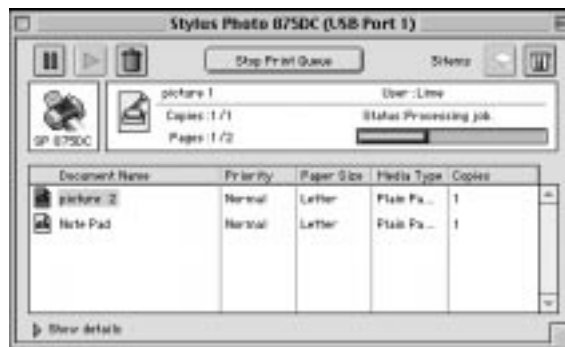 Stylus Photo 875DC (USB Port 1)
Stop Print Queue
3items
SP 875DC
picture 1
User :Lime
Copies :1 /1
Status :Processing job.
Pages :1 /2
Document Name Priority Paper Size Media Type Copies
picture 2 Normal Letter Plain Pa... 1
Note Pad Normal Letter Plain Pa... 1
Show details